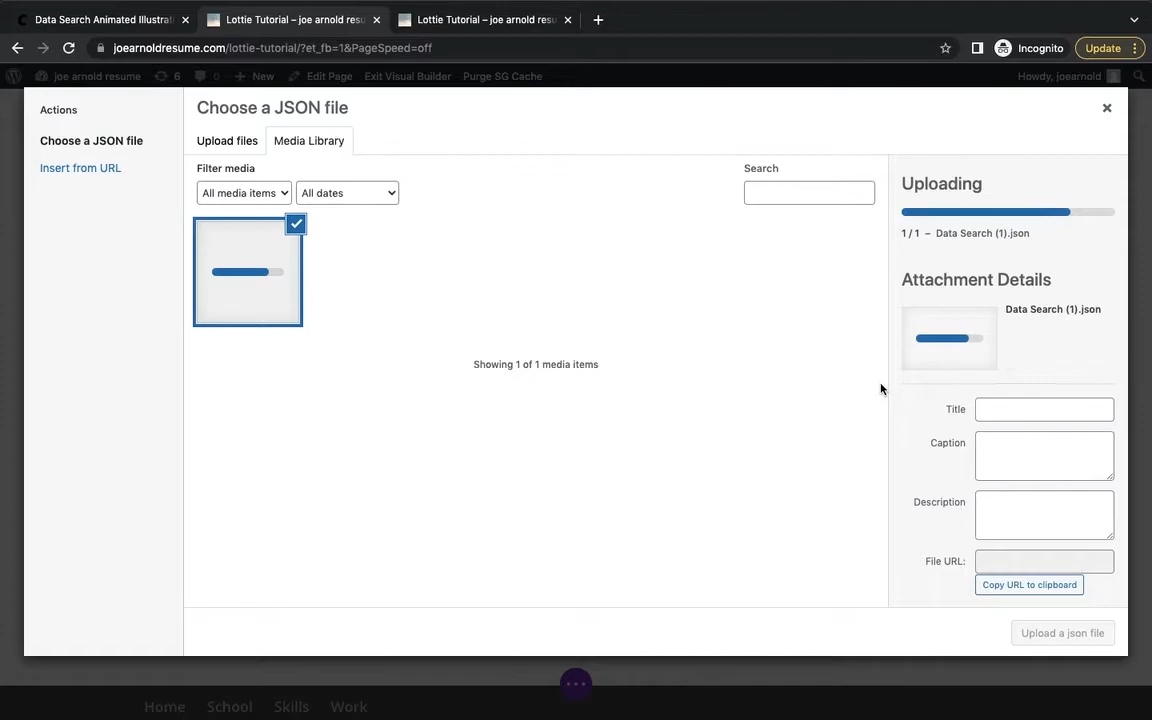 Data Search Animated Illustrati
Lottie Tutorial – joe arnold resu
Lottie Tutorial – joe arnold resu
joearnoldresume.com/lottie-tutorial/?et_fb=1&PageSpeed=off
Incognito
Update
joe arnold resume
6
0
New
Edit Page
Exit Visual Builder
Purge SG Cache
Howdy, joearnold
Actions
Choose a JSON file
Insert from URL
Choose a JSON file
Upload files
Media Library
Filter media
All media items
All dates
Search
Showing 1 of 1 media items
Uploading
1 / 1 – Data Search (1).json
Attachment Details
Data Search (1).json
Title
Caption
Description
File URL:
Copy URL to clipboard
Upload a json file
Home School Skills Work